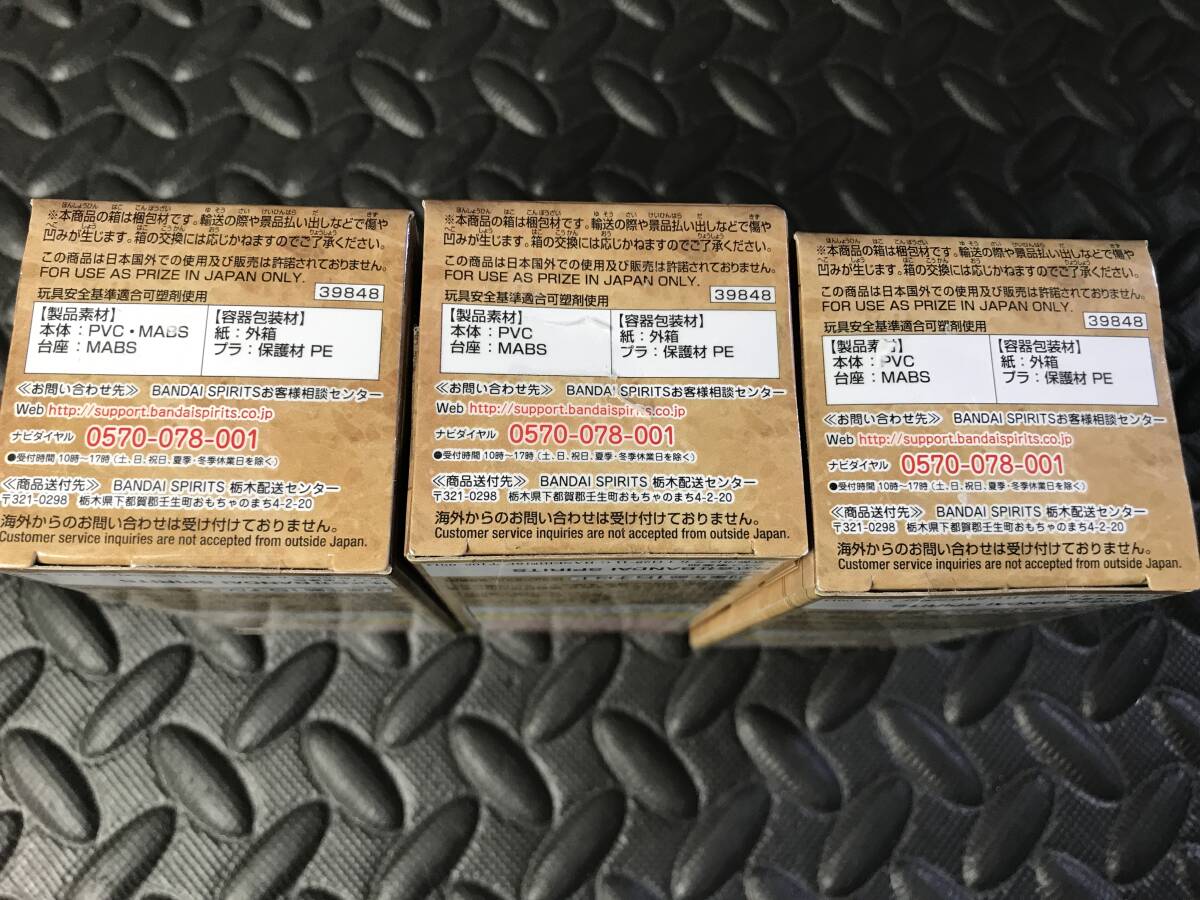 ※本商品の箱は梱包材です。輸送の際や景品払い出しなどで傷や
凹みが生じます。箱の交換には応じかねますのでご了承ください。
この商品は日本国外での使用及び販売は許諾されておりません。
FOR USE AS PRIZE IN JAPAN ONLY.
39848
玩具安全基準適合可塑剤使用
【製品素材】
本体：PVC・MABS
台座：MABS
【容器包装材】
紙：外箱
プラ：保護材 PE
≪お問い合わせ先≫ BANDAI SPIRITSお客様相談センター
Web http://support.bandaispirits.co.jp
ナビダイヤル 0570-078-001
●受付時間 10時～17時（土、日、祝日、夏季・冬季休業日を除く）
≪商品送付先≫ BANDAI SPIRITS 栃木配送センター
〒321-0298 栃木県下都賀郡壬生町おもちゃのまち4-2-20
海外からのお問い合わせは受け付けておりません。
Customer service inquiries are not accepted from outside Japan.
※本商品の箱は梱包材です。輸送の際や景品払い出しなどで傷や
凹みが生じます。箱の交換には応じかねますのでご了承ください。
この商品は日本国外での使用及び販売は許諾されておりません。
FOR USE AS PRIZE IN JAPAN ONLY.
39848
玩具安全基準適合可塑剤使用
【製品素材】
本体：PVC
台座：MABS
【容器包装材】
紙：外箱
プラ：保護材 PE
≪お問い合わせ先≫ BANDAI SPIRITSお客様相談センター
Web http://support.bandaispirits.co.jp
ナビダイヤル 0570-078-001
●受付時間 10時～17時（土、日、祝日、夏季・冬季休業日を除く）
≪商品送付先≫ BANDAI SPIRITS 栃木配送センター
〒321-0298 栃木県下都賀郡壬生町おもちゃのまち4-2-20
海外からのお問い合わせは受け付けておりません。
Customer service inquiries are not accepted from outside Japan.
※本商品の箱は梱包材です。輸送の際や景品払い出しなどで傷や
凹みが生じます。箱の交換には応じかねますのでご了承ください。
この商品は日本国外での使用及び販売は許諾されておりません。
FOR USE AS PRIZE IN JAPAN ONLY.
39848
玩具安全基準適合可塑剤使用
【製品素材】
本体：PVC
台座：MABS
【容器包装材】
紙：外箱
プラ：保護材 PE
≪お問い合わせ先≫ BANDAI SPIRITSお客様相談センター
Web http://support.bandaispirits.co.jp
ナビダイヤル 0570-078-001
●受付時間 10時～17時（土、日、祝日、夏季・冬季休業日を除く）
≪商品送付先≫ BANDAI SPIRITS 栃木配送センター
〒321-0298 栃木県下都賀郡壬生町おもちゃのまち4-2-20
海外からのお問い合わせは受け付けておりません。
Customer service inquiries are not accepted from outside Japan.